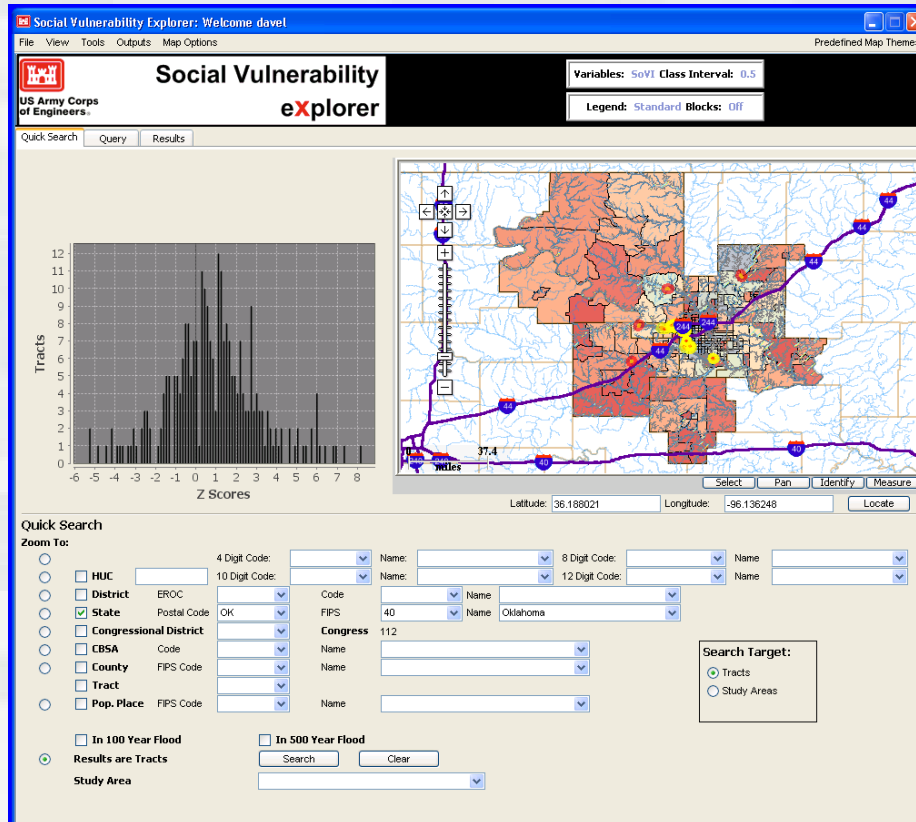 Social Vulnerability Explorer: Welcome davel
File View Tools Outputs Map Options Predefined Map Themes
US Army Corps
of Engineers®
Social Vulnerability
eXplorer
Variables: SoVI Class Interval: 0.5
Legend: Standard Blocks: Off
Quick Search Query Results
12
11
10
9
8
7
6
5
4
3
2
1
0
Tracts
-6 -5 -4 -3 -2 -1 0 1 2 3 4 5 6 7 8
Z Scores
44
44
44
244 244
44
44
40
0 37.4
miles
Select Pan Identify Measure
Latitude: 36.188021 Longitude: -96.136248 Locate
Quick Search
Zoom To:
4 Digit Code: Name: 8 Digit Code: Name
HUC 10 Digit Code: Name: 12 Digit Code: Name
District EROC Code Name
State Postal Code OK FIPS 40 Name Oklahoma
Congressional District Congress 112
CBSA Code Name
County FIPS Code Name
Tract
Pop. Place FIPS Code Name
Search Target:
Tracts
Study Areas
In 100 Year Flood In 500 Year Flood
Results are Tracts Search Clear
Study Area